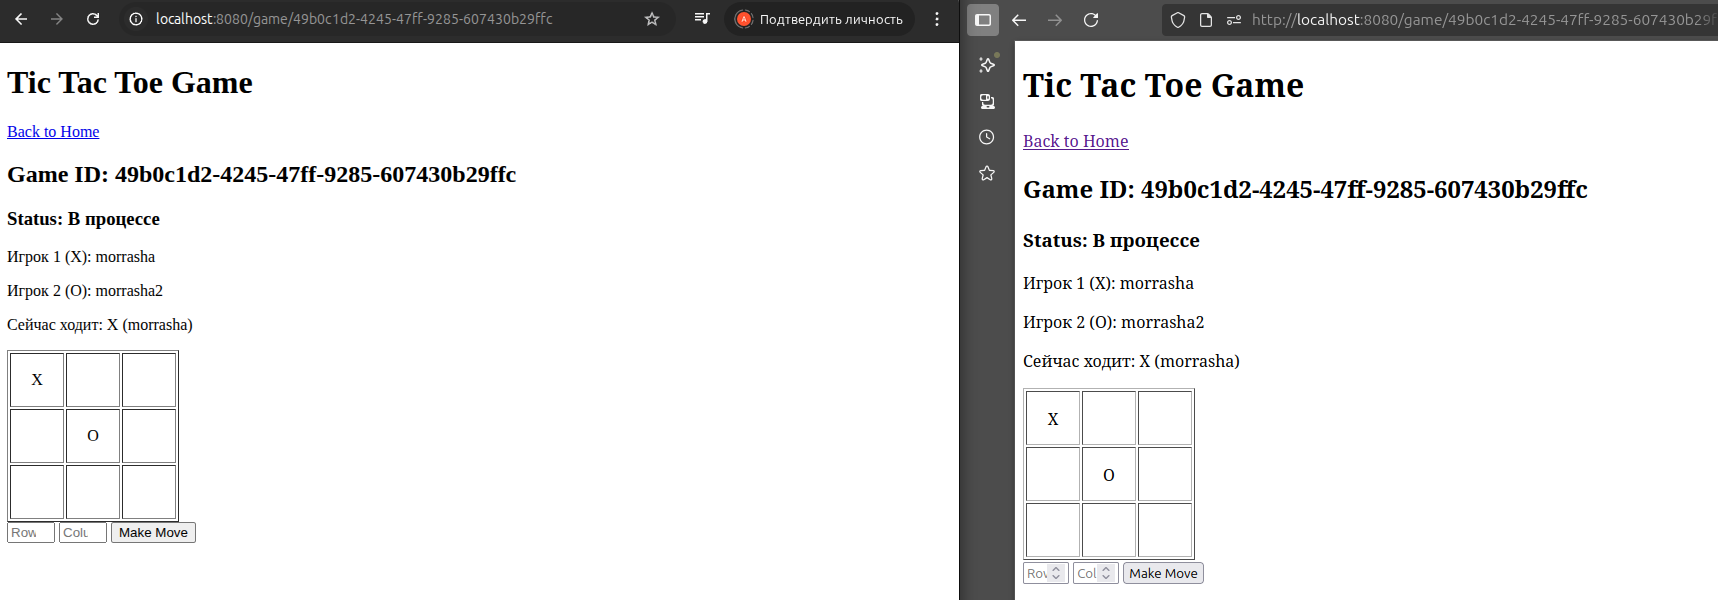 localhost:8080/game/49b0c1d2-4245-47ff-9285-607430b29ffc
Подтвердить личность
Tic Tac Toe Game
Back to Home
Game ID: 49b0c1d2-4245-47ff-9285-607430b29ffc
Status: В процессе
Игрок 1 (X): morrasha
Игрок 2 (O): morrasha2
Сейчас ходит: X (morrasha)
X
O
Row Colu Make Move
http://localhost:8080/game/49b0c1d2-4245-47ff-9285-607430b29f
Tic Tac Toe Game
Back to Home
Game ID: 49b0c1d2-4245-47ff-9285-607430b29ffc
Status: В процессе
Игрок 1 (X): morrasha
Игрок 2 (O): morrasha2
Сейчас ходит: X (morrasha)
X
O
Rov Col Make Move